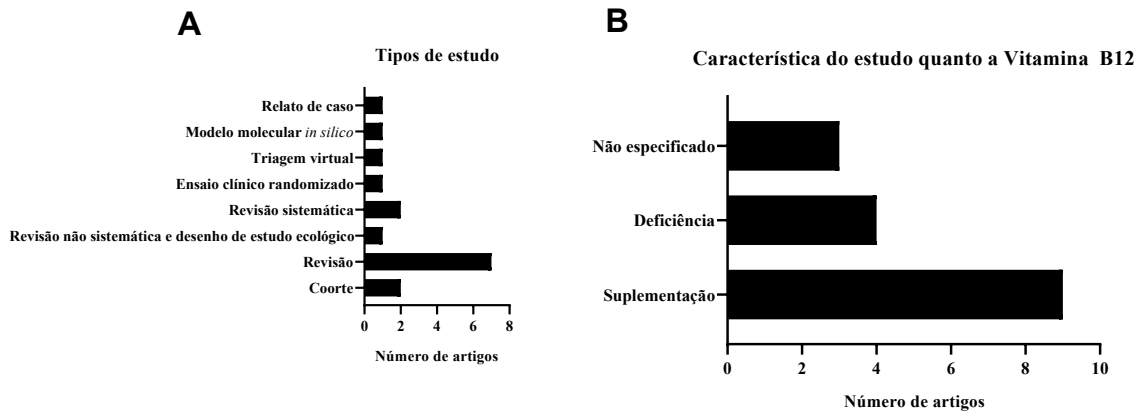 A
Tipos de estudo
Relato de caso
Modelo molecular in silico
Triagem virtual
Ensaio clínico randomizado
Revisão sistemática
Revisão não sistemática e desenho de estudo ecológico
Revisão
Coorte
0 2 4 6 8
Número de artigos
B
Característica do estudo quanto a Vitamina B12
Não especificado
Deficiência
Suplementação
0 2 4 6 8 10
Número de artigos